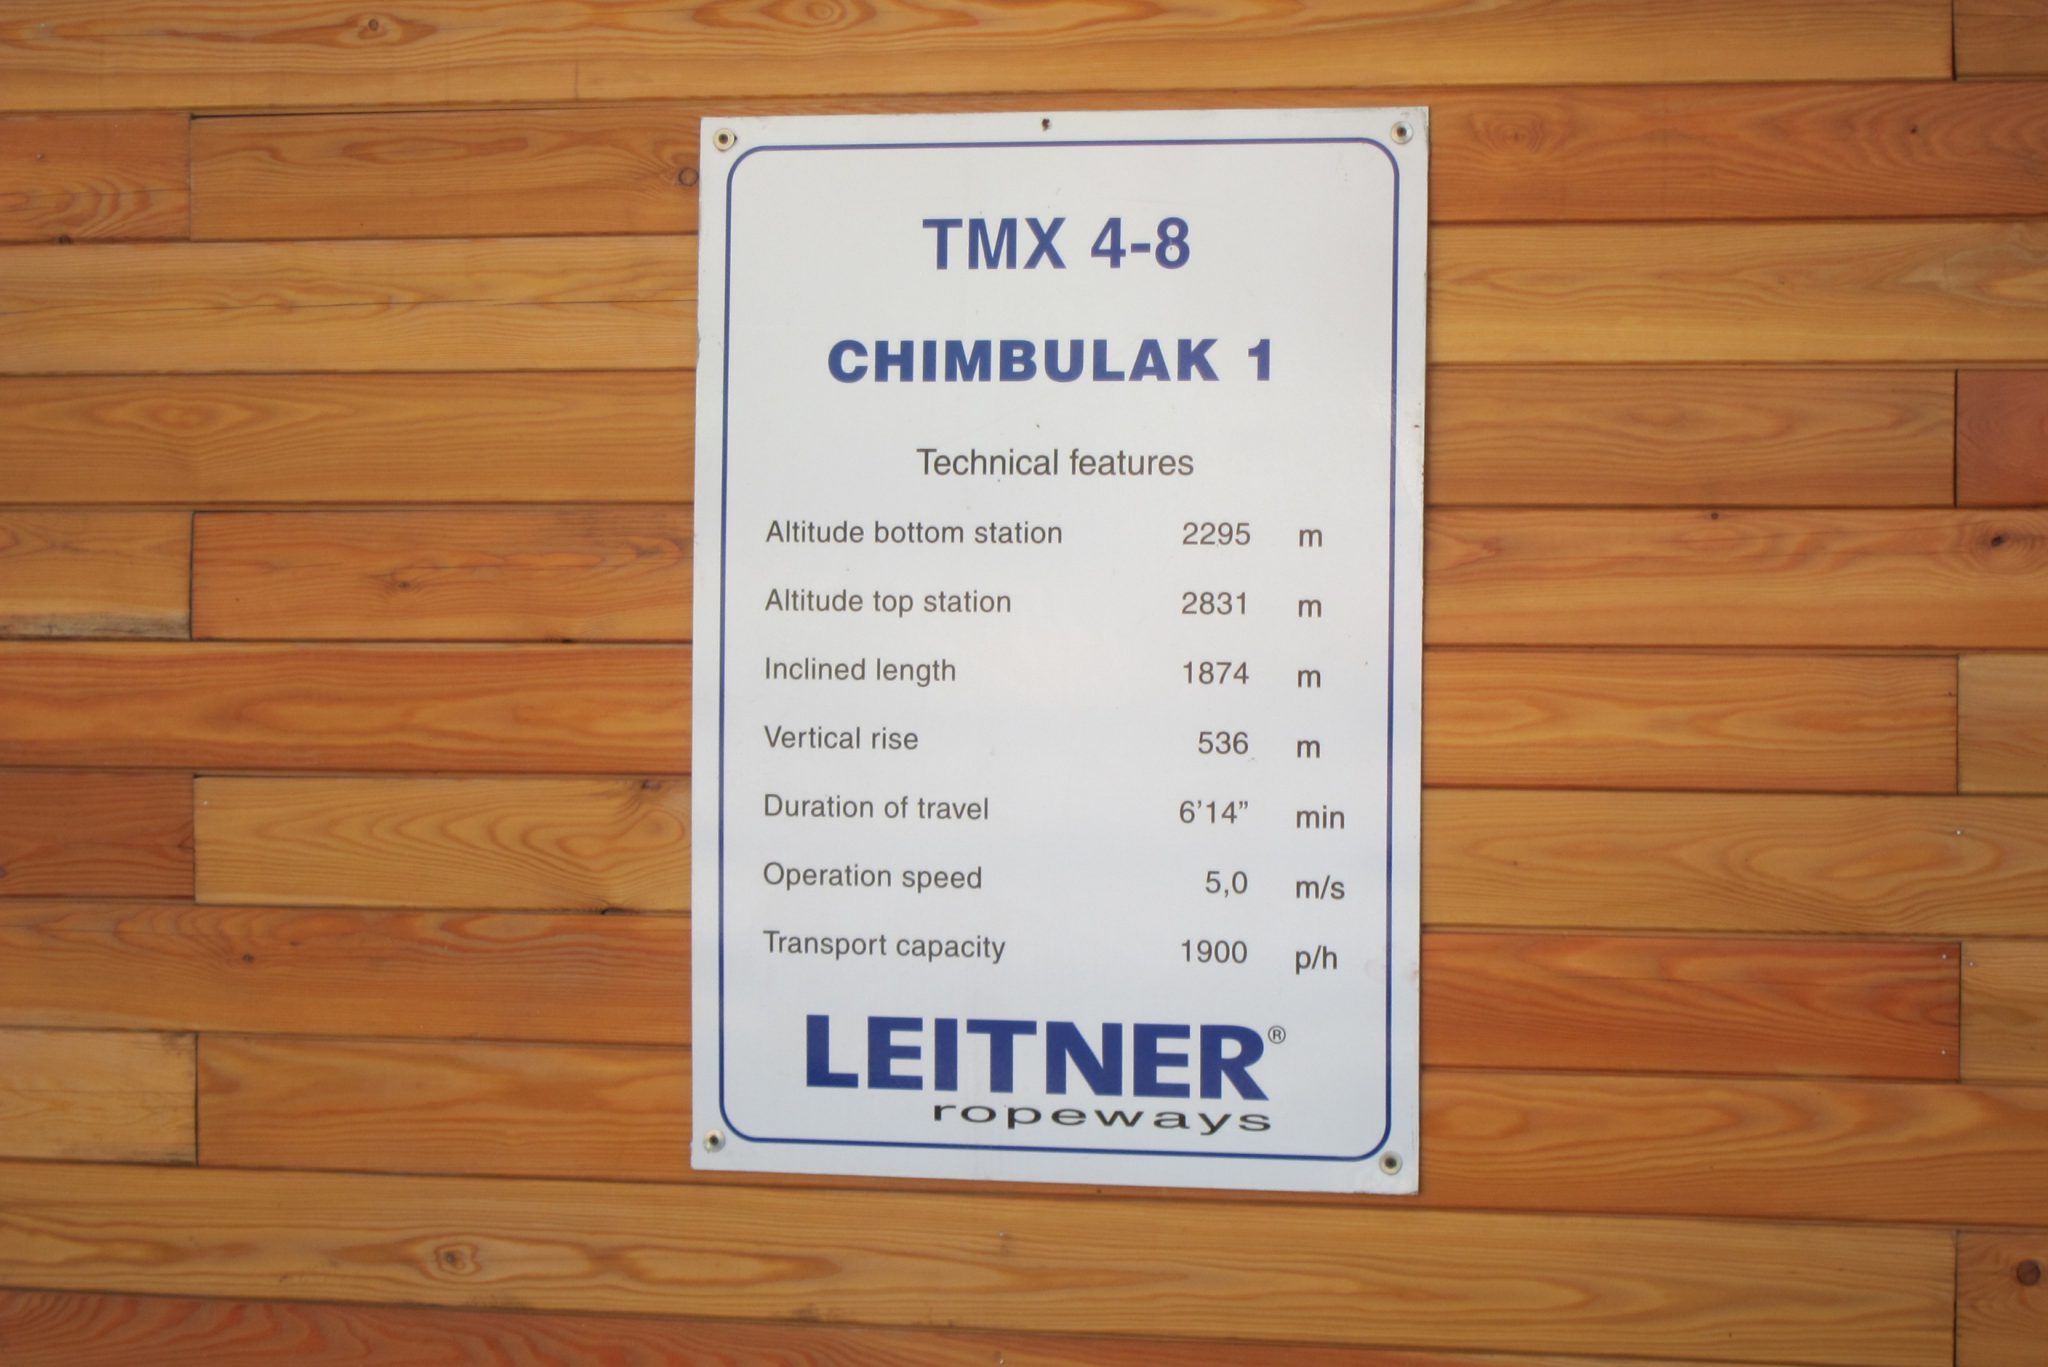 TMX 4-8
CHIMBULAK 1
Technical features
Altitude bottom station 2295 m
Altitude top station 2831 m
Inclined length 1874 m
Vertical rise 536 m
Duration of travel 6’14” min
Operation speed 5,0 m/s
Transport capacity 1900 p/h
LEITNER®
ropeways